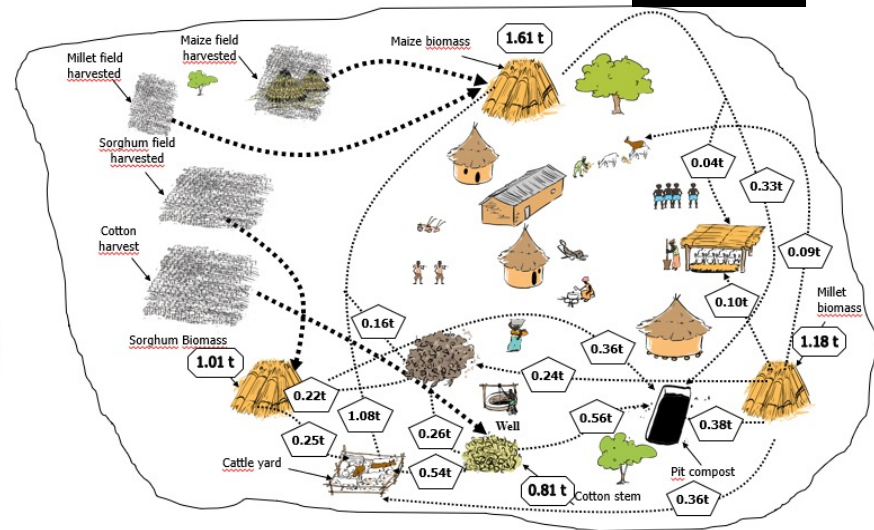 Millet field
harvested
Maize field
harvested
Maize biomass
1.61 t
Sorghum field
harvested
Cotton
harvest
0.04t
0.33t
0.09t
0.10t
Millet
biomass
1.18 t
Sorghum Biomass
1.01 t
0.16t
0.36t
0.24t
0.22t
1.08t
0.25t
0.26t
Well
0.56t
0.38t
Cattle yard
0.54t
0.81 t
Cotton stem
Pit compost
0.36t